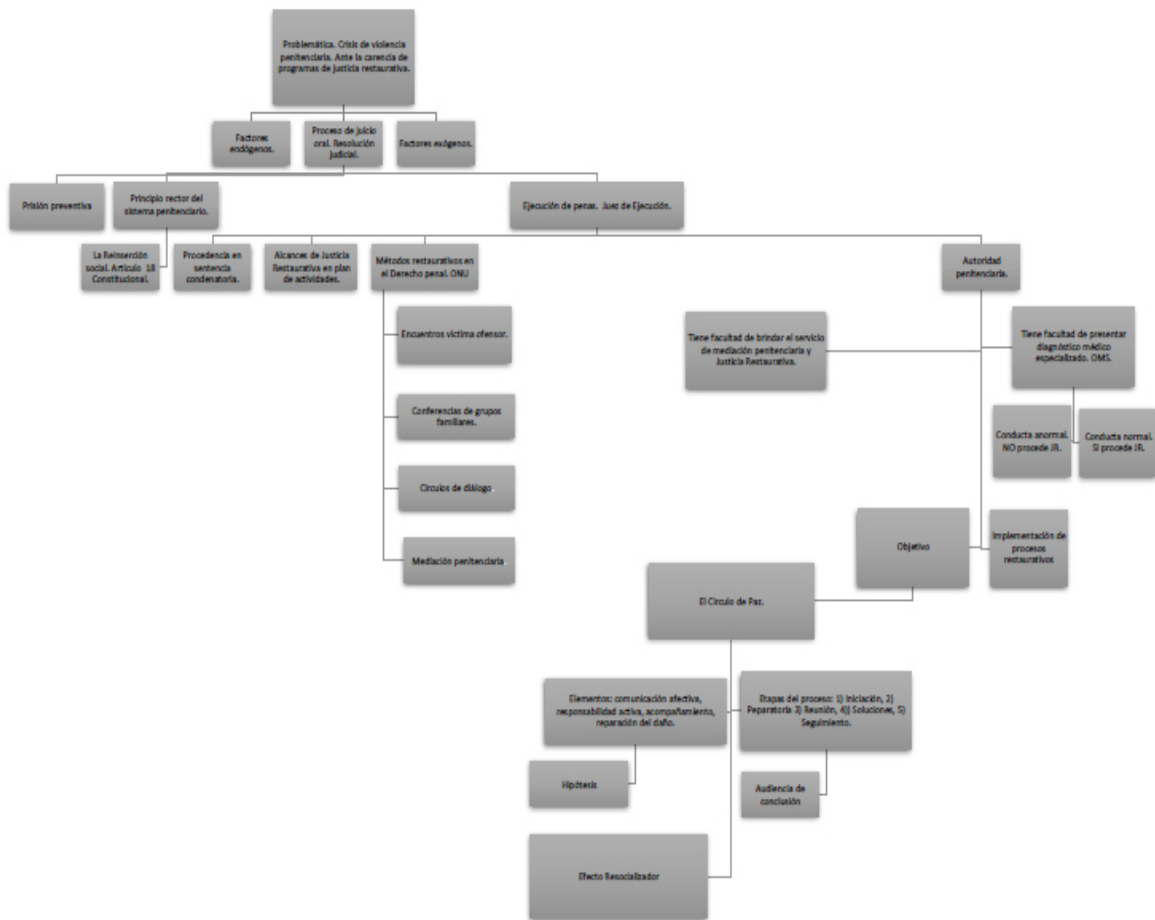 Problemática. Crisis de violencia
penitenciaria. Ante la carencia de
programas de justicia restaurativa.
Factores
endógenos.
Proceso de juicio
oral. Resolución
judicial.
Factores exógenos.
Prisión preventiva
Principio rector del
sistema penitenciario.
Ejecución de penas. Juez de Ejecución.
La Reinserción
social. Artículo 18
Constitucional.
Procedencia en
sentencia
condenatoria.
Alcances de Justicia
Restaurativa en plan
de actividades.
Métodos restaurativos en
el Derecho penal. ONU
Autoridad
penitenciaria.
Encuentros víctima ofensor.
Conferencias de grupos
familiares.
Círculos de diálogo.
Mediación penitenciaria.
Tiene facultad de brindar el servicio
de mediación penitenciaria y
Justicia Restaurativa.
Tiene facultad de presentar
diagnóstico médico
especializado. OMS.
Conducta anormal.
NO procede JR.
Conducta normal.
SI procede JR.
Objetivo
Implementación de
procesos
restaurativos
El Círculo de Paz.
Elementos: comunicación afectiva,
responsabilidad activa, acompañamiento,
reparación del daño.
Etapas del proceso: 1) Iniciación, 2)
Peparatoria 3) Reunión, 4)) Soluciones, 5)
Seguimiento.
Hipótesis
Audiencia de
conclusión
Efecto Resocializador